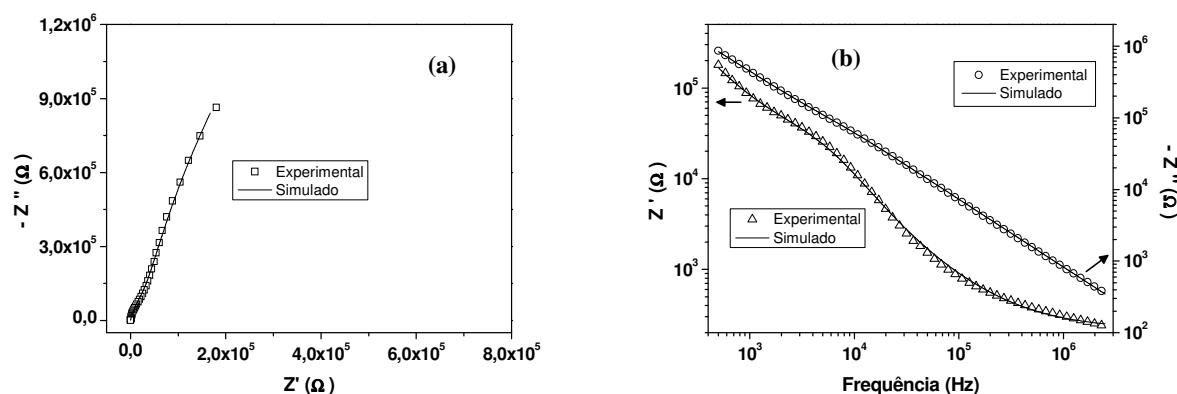 (a)
1,2x10⁶
9,0x10⁵
6,0x10⁵
3,0x10⁵
0,0
- Z '' (Ω)
Experimental
Simulado
0,0
2,0x10⁵
4,0x10⁵
6,0x10⁵
8,0x10⁵
Z' (Ω)
(b)
10⁵
10⁴
10³
Z ' (Ω)
Experimental
Simulado
Experimental
Simulado
10⁶
10⁵
10⁴
10³
10²
- Z '' (Ω)
10³
10⁴
10⁵
10⁶
Frequência (Hz)